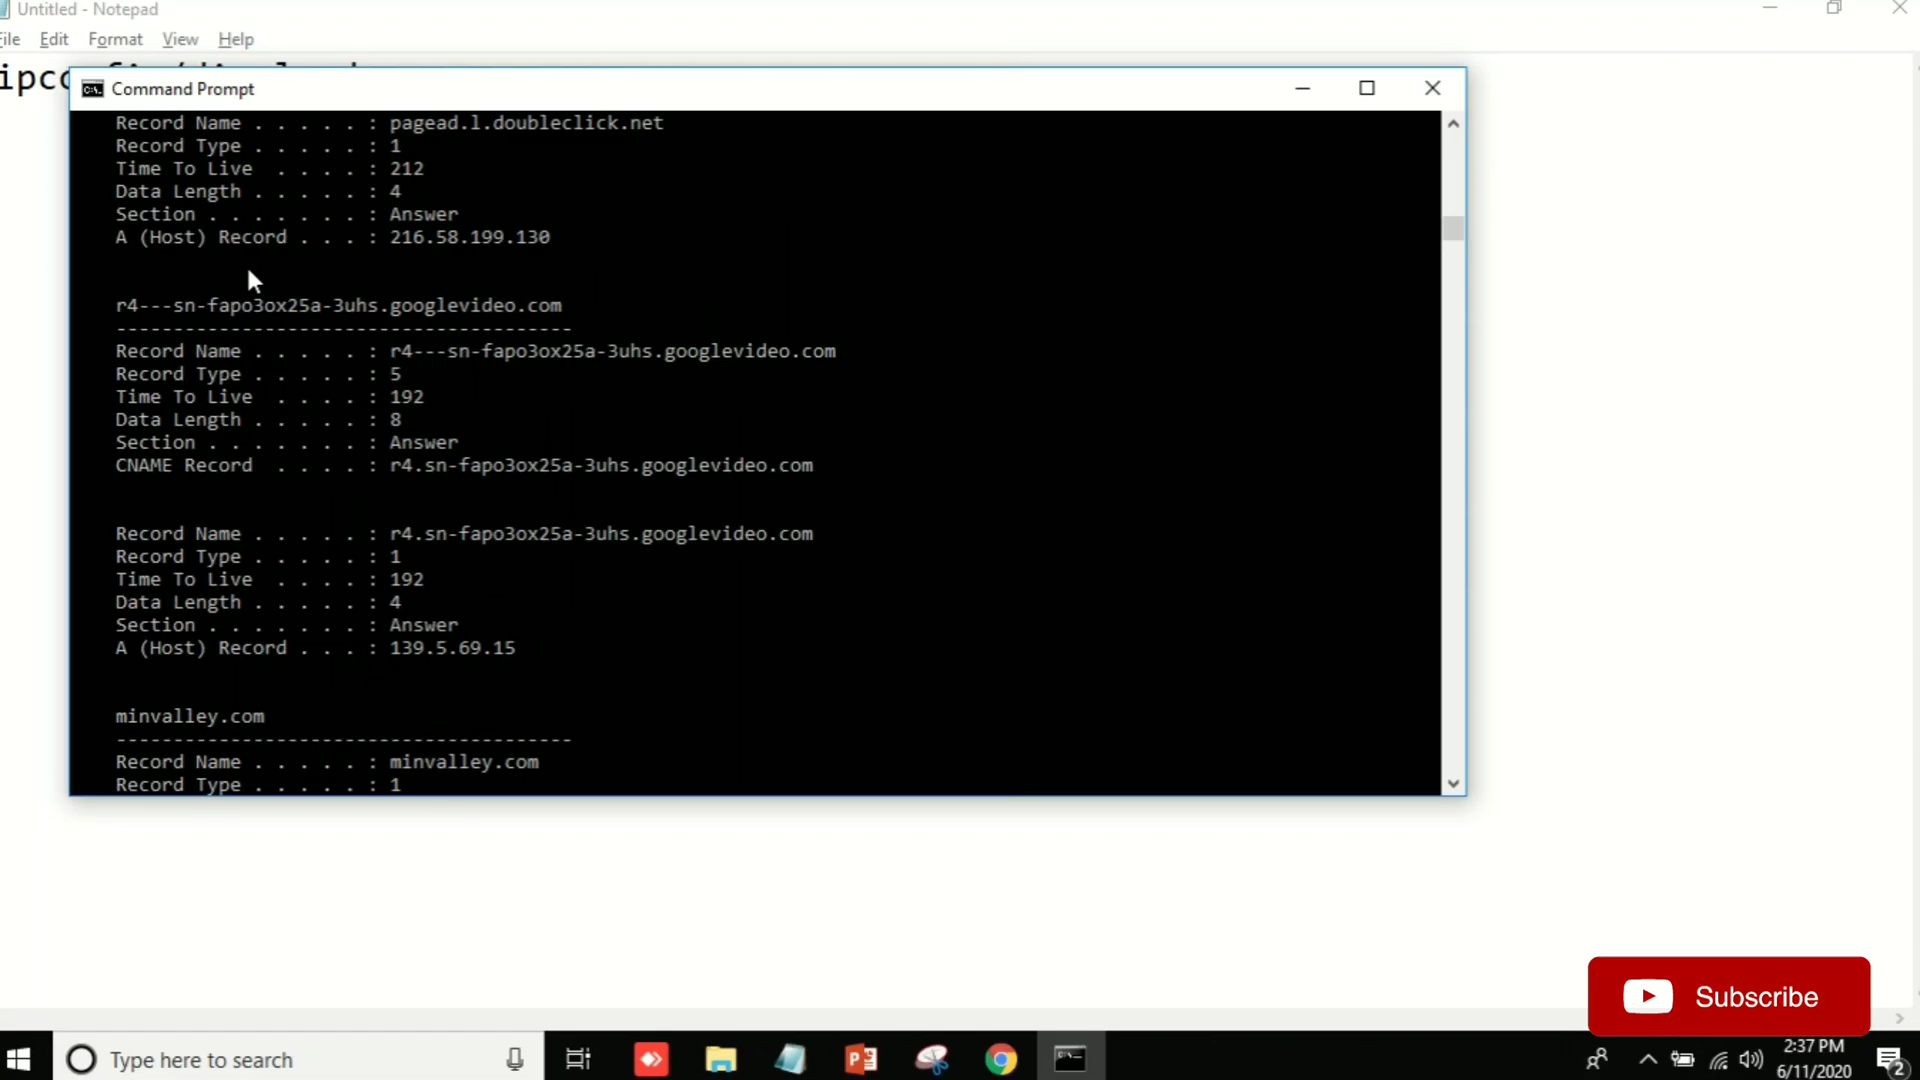 Untitled - Notepad
File Edit Format View Help
Command Prompt
Record Name . . . . . : pagead.l.doubleclick.net
Record Type . . . . . : 1
Time To Live  . . . . : 212
Data Length . . . . . : 4
Section . . . . . . . : Answer
A (Host) Record . . . : 216.58.199.130
r4---sn-fapo3ox25a-3uhs.googlevideo.com
----------------------------------------
Record Name . . . . . : r4---sn-fapo3ox25a-3uhs.googlevideo.com
Record Type . . . . . : 5
Time To Live  . . . . : 192
Data Length . . . . . : 8
Section . . . . . . . : Answer
CNAME Record  . . . . : r4.sn-fapo3ox25a-3uhs.googlevideo.com
Record Name . . . . . : r4.sn-fapo3ox25a-3uhs.googlevideo.com
Record Type . . . . . : 1
Time To Live  . . . . : 192
Data Length . . . . . : 4
Section . . . . . . . : Answer
A (Host) Record . . . : 139.5.69.15
minvalley.com
----------------------------------------
Record Name . . . . . : minvalley.com
Record Type . . . . . : 1
Subscribe
Type here to search
2:37 PM
6/11/2020
2